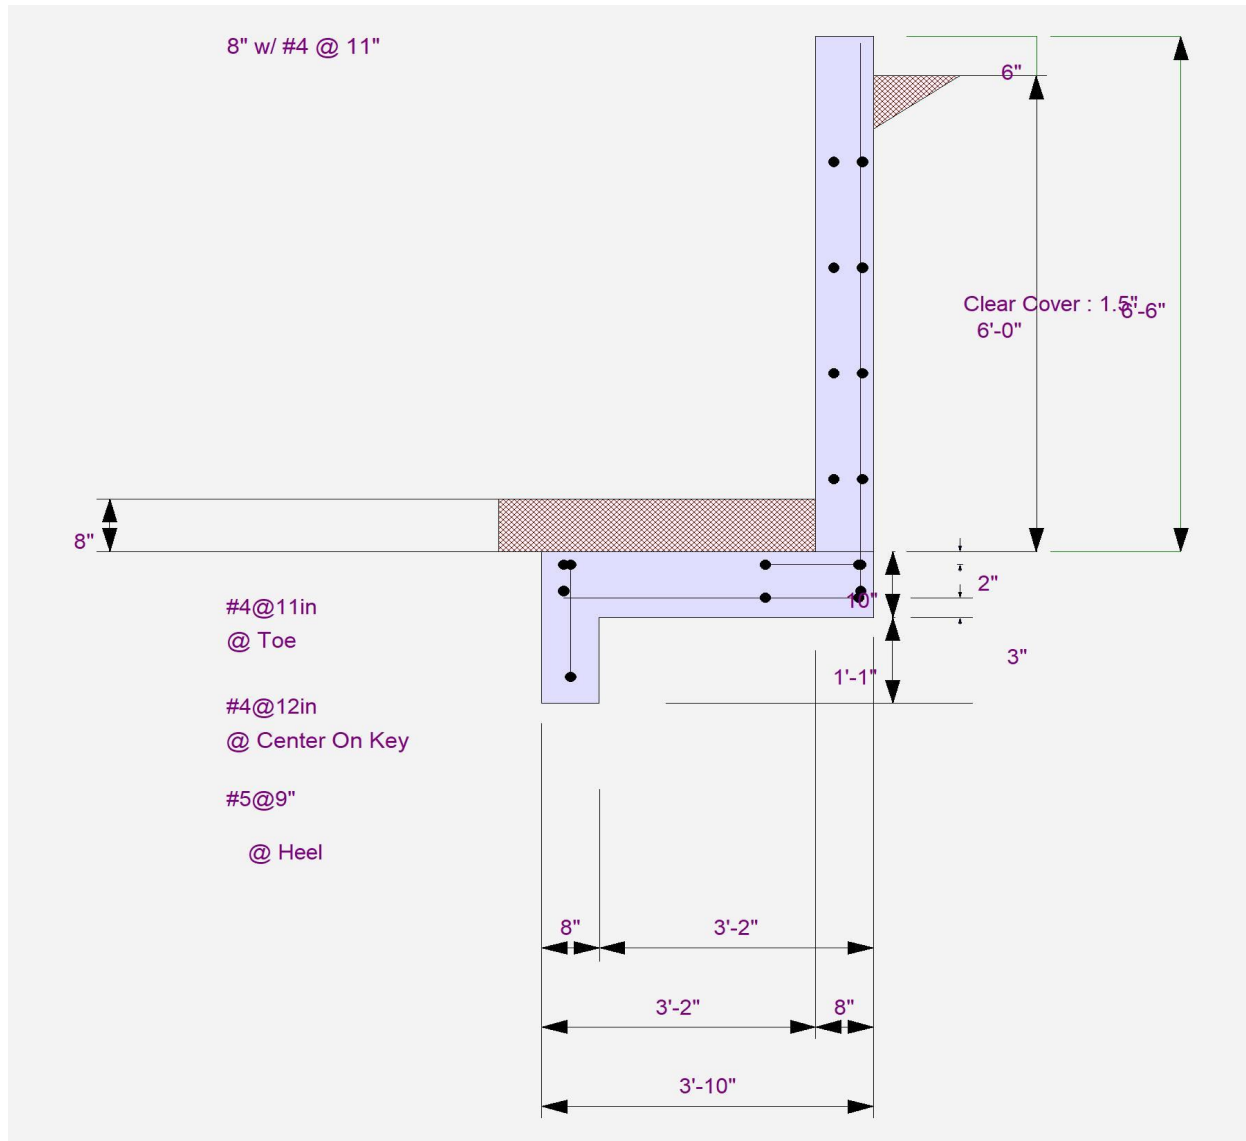 8" w/ #4 @ 11"
6"
Clear Cover : 1.5"
6'-6"
6'-0"
8"
2"
10"
#4@11in
@ Toe
3"
1'-1"
#4@12in
@ Center On Key
#5@9"
@ Heel
8"
3'-2"
3'-2"
8"
3'-10"